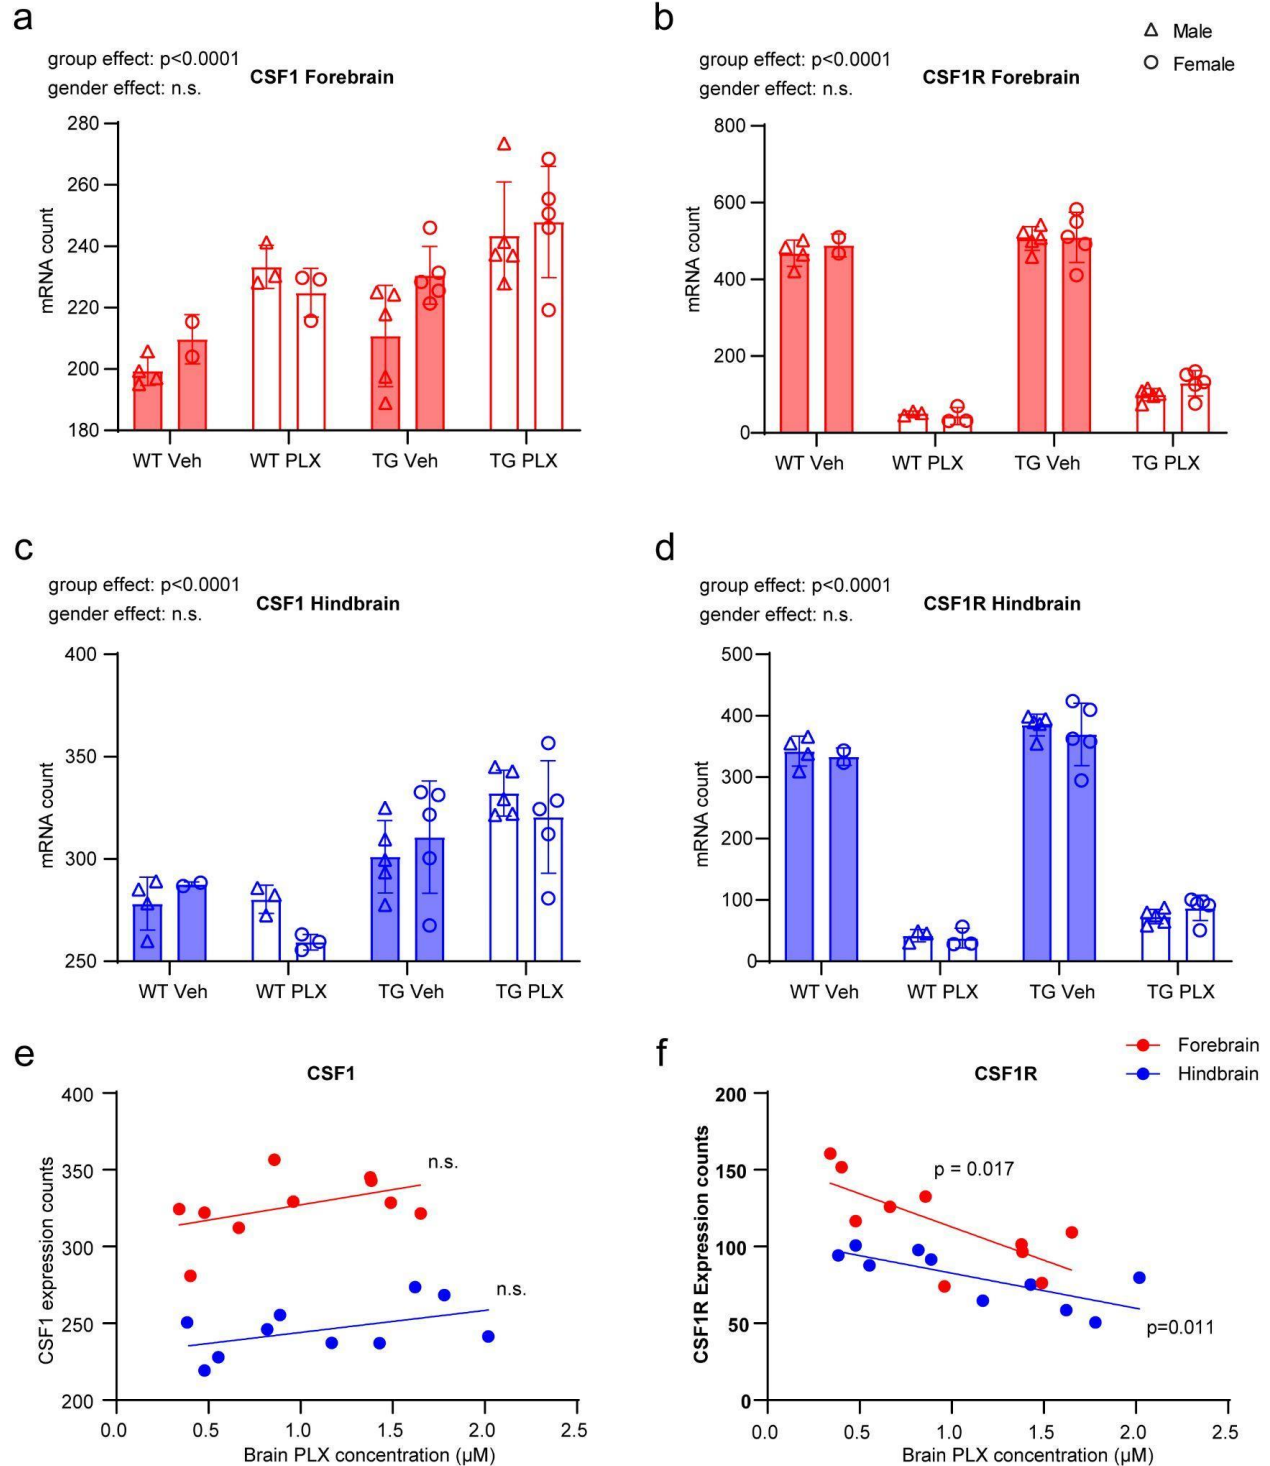 a
group effect: p<0.0001
gender effect: n.s.
CSF1 Forebrain
280
260
240
220
200
180
mRNA count
WT Veh
WT PLX
TG Veh
TG PLX
b
group effect: p<0.0001
gender effect: n.s.
CSF1R Forebrain
Male
Female
800
600
400
200
0
mRNA count
WT Veh
WT PLX
TG Veh
TG PLX
c
group effect: p<0.0001
gender effect: n.s.
CSF1 Hindbrain
400
350
300
250
mRNA count
WT Veh
WT PLX
TG Veh
TG PLX
d
group effect: p<0.0001
gender effect: n.s.
CSF1R Hindbrain
500
400
300
200
100
0
mRNA count
WT Veh
WT PLX
TG Veh
TG PLX
e
CSF1
400
350
300
250
200
CSF1 expression counts
n.s.
n.s.
0.0 0.5 1.0 1.5 2.0 2.5
Brain PLX concentration (µM)
f
CSF1R
Forebrain
Hindbrain
200
150
100
50
0
CSF1R Expression counts
p = 0.017
p=0.011
0.0 0.5 1.0 1.5 2.0 2.5
Brain PLX concentration (µM)